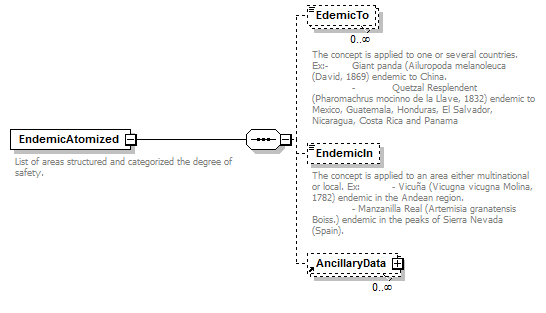 EdemicTo
0..∞
The concept is applied to one or several countries.
Ex:- Giant panda (Ailuropoda melanoleuca
(David, 1869) endemic to China.
- Quetzal Resplendent
(Pharomachrus mocinno de la Llave, 1832) endemic to
Mexico, Guatemala, Honduras, El Salvador,
Nicaragua, Costa Rica and Panama
EndemicAtomized
List of areas structured and categorized the degree of
safety.
EndemicIn
The concept is applied to an area either multinational
or local. Ex: - Vicuña (Vicugna vicugna Molina,
1782) endemic in the Andean region.
- Manzanilla Real (Artemisia granatensis
Boiss.) endemic in the peaks of Sierra Nevada
(Spain).
AncillaryData
0..∞